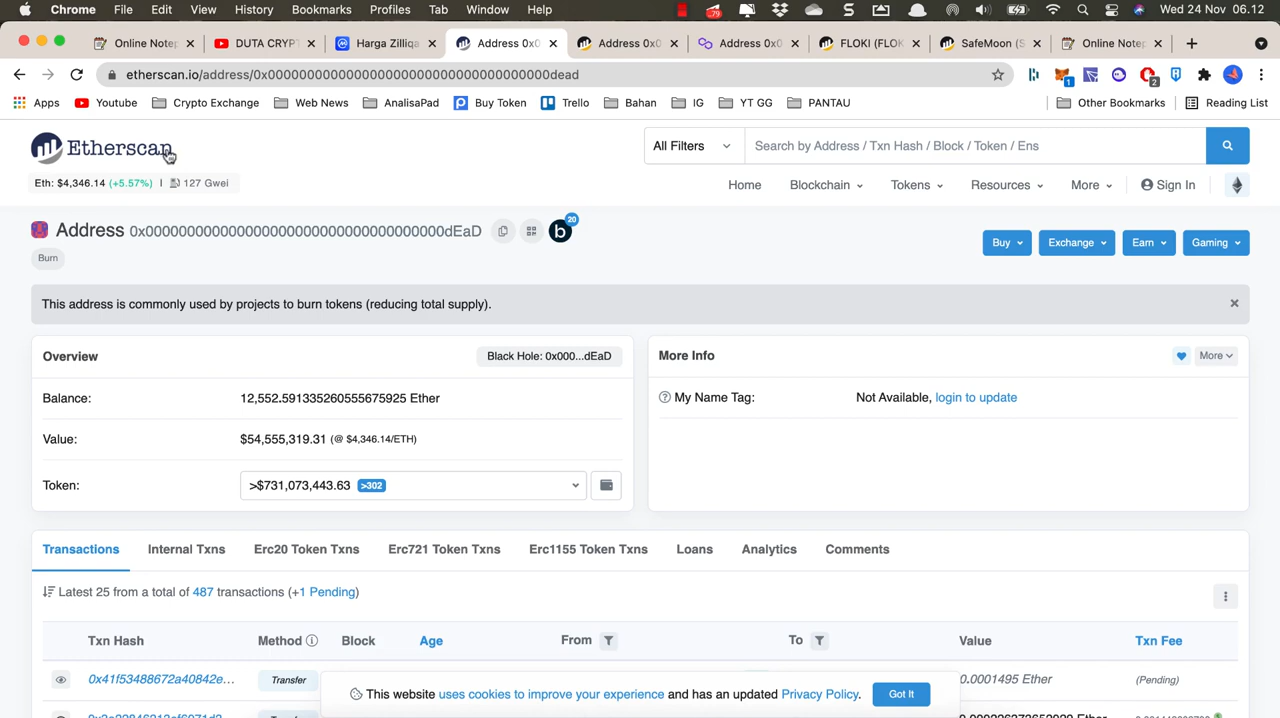 Chrome File Edit View History Bookmarks Profiles Tab Window Help Wed 24 Nov 06.12
Online Notep DUTA CRYPT Harga Zilliqa Address 0x0 Address 0x0 Address 0x0 FLOKI (FLOK SafeMoon (S Online Notep
etherscan.io/address/0x000000000000000000000000000000000000dead
Apps Youtube Crypto Exchange Web News AnalisaPad Buy Token Trello Bahan IG YT GG PANTAU Other Bookmarks Reading List
Etherscan All Filters Search by Address / Txn Hash / Block / Token / Ens
Eth: $4,346.14 (+5.57%) | 127 Gwei Home Blockchain Tokens Resources More Sign In
Address 0x000000000000000000000000000000000000dEaD b 20
Buy Exchange Earn Gaming
Burn
This address is commonly used by projects to burn tokens (reducing total supply). ×
Overview Black Hole: 0x000...dEaD More Info More
Balance: 12,552.591335260555675925 Ether My Name Tag: Not Available, login to update
Value: $54,555,319.31 (@ $4,346.14/ETH)
Token: >$731,073,443.63 >302
Transactions Internal Txns Erc20 Token Txns Erc721 Token Txns Erc1155 Token Txns Loans Analytics Comments
Latest 25 from a total of 487 transactions (+1 Pending)
Txn Hash Method Block Age From To Value Txn Fee
0x41f53488672a40842e... Transfer 0.0001495 Ether (Pending)
This website uses cookies to improve your experience and has an updated Privacy Policy. Got It